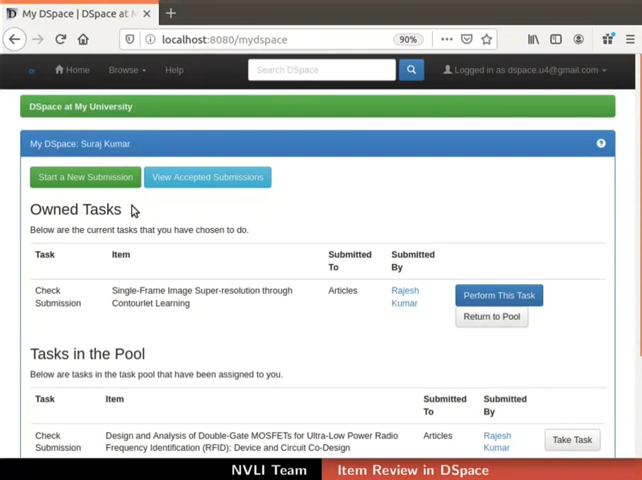 My DSpace | DSpace at M
localhost:8080/mydspace
90%
Home
Browse
Help
Search DSpace
Logged in as dspace.u4@gmail.com
DSpace at My University
My DSpace: Suraj Kumar
Start a New Submission
View Accepted Submissions
Owned Tasks
Below are the current tasks that you have chosen to do.
Task Item Submitted Submitted
To By
Check Single-Frame Image Super-resolution through Articles Rajesh Perform This Task
Submission Contourlet Learning Kumar
Return to Pool
Tasks in the Pool
Below are tasks in the task pool that have been assigned to you.
Task Item Submitted Submitted
To By
Check Design and Analysis of Double-Gate MOSFETs for Ultra-Low Power Radio Articles Rajesh Take Task
Submission Frequency Identification (RFID): Device and Circuit Co-Design Kumar
NVLI Team Item Review in DSpace